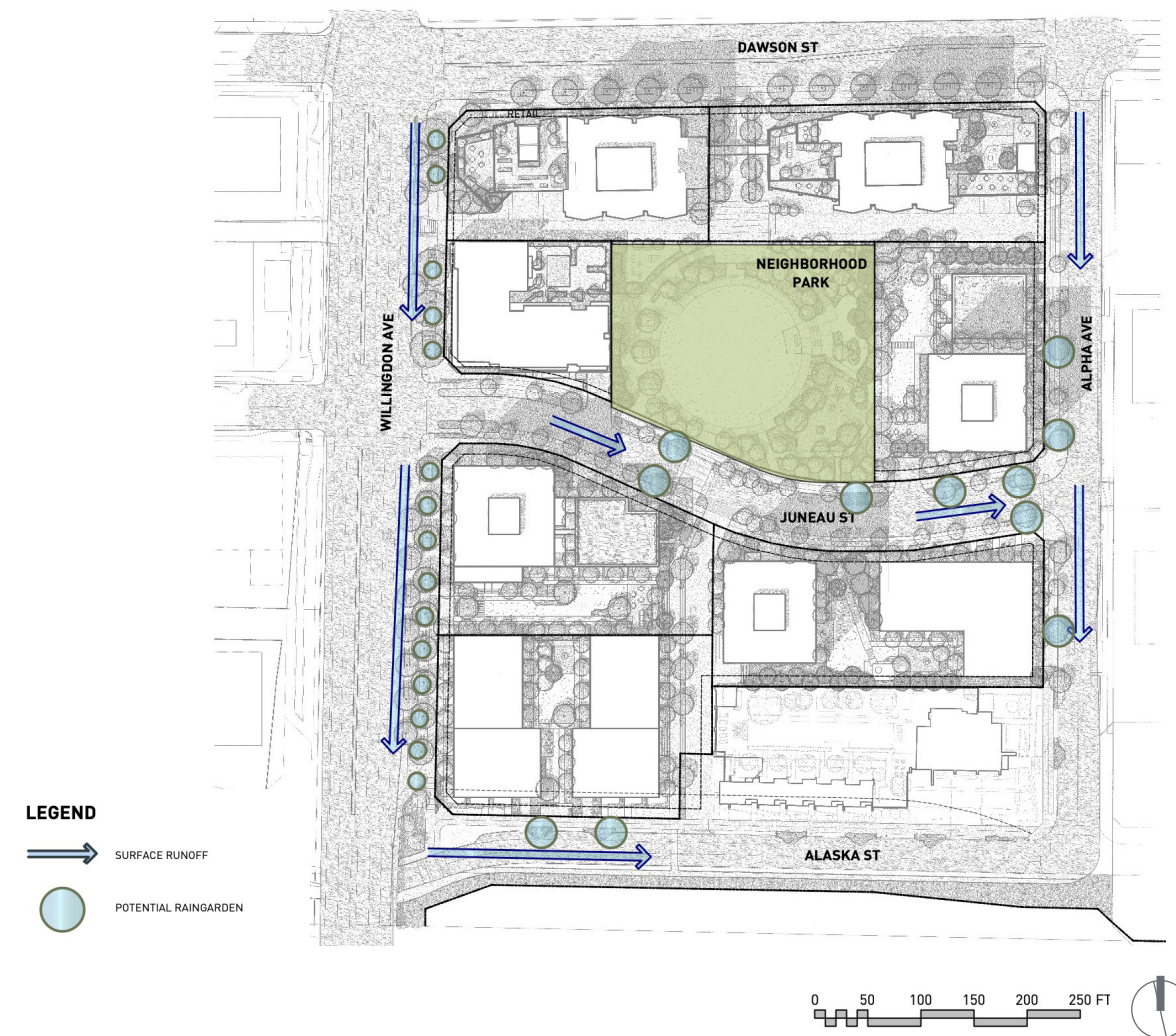 DAWSON ST
RETAIL
NEIGHBORHOOD
PARK
WILLINGDON AVE
ALPHA AVE
JUNEAU ST
LEGEND
SURFACE RUNOFF
ALASKA ST
POTENTIAL RAINGARDEN
0 50 100 150 200 250 FT